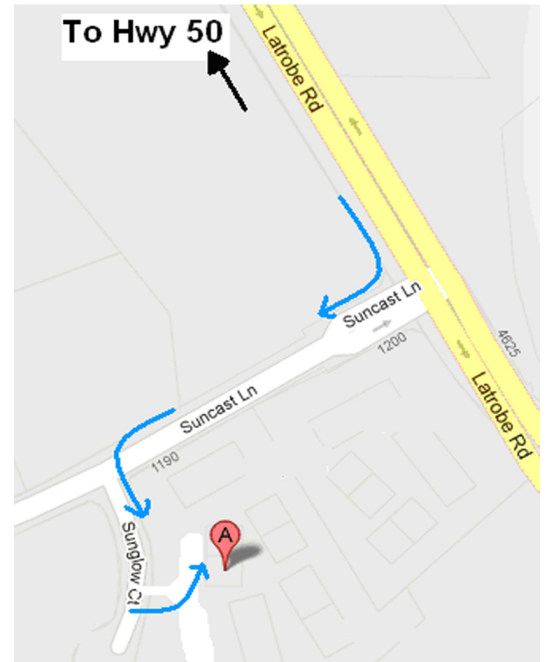 To Hwy 50
Latrobe Rd
Suncast Ln
1200
4625
Latrobe Rd
Suncast Ln
1190
Sunglow Ct
A